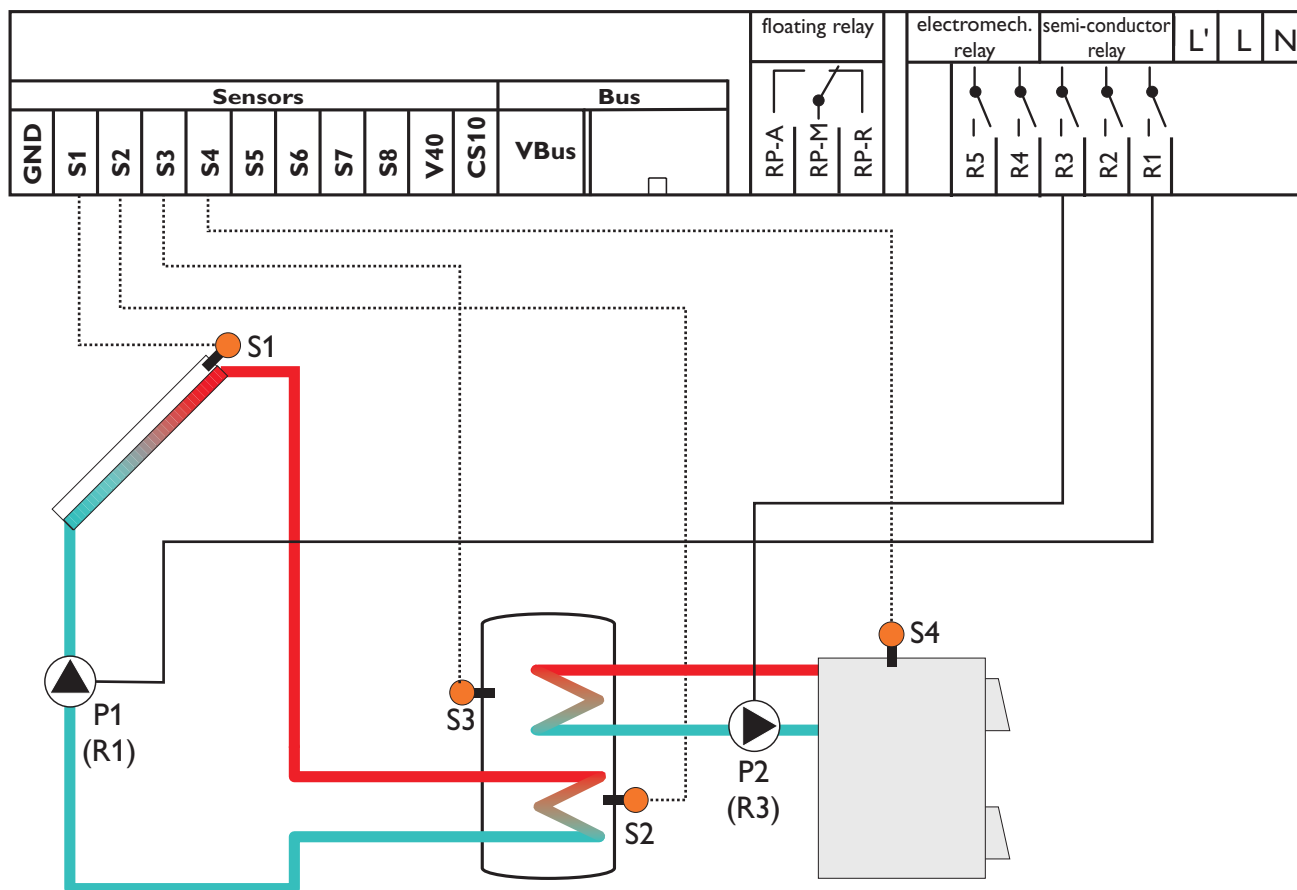 floating relay
electromech.
relay
semi-conductor
relay
L'
L
N
Sensors
Bus
GND
S1
S2
S3
S4
S5
S6
S7
S8
V40
CS10
VBus
RP-A
RP-M
RP-R
R5
R4
R3
R2
R1
S1
S4
S3
P1
(R1)
P2
(R3)
S2